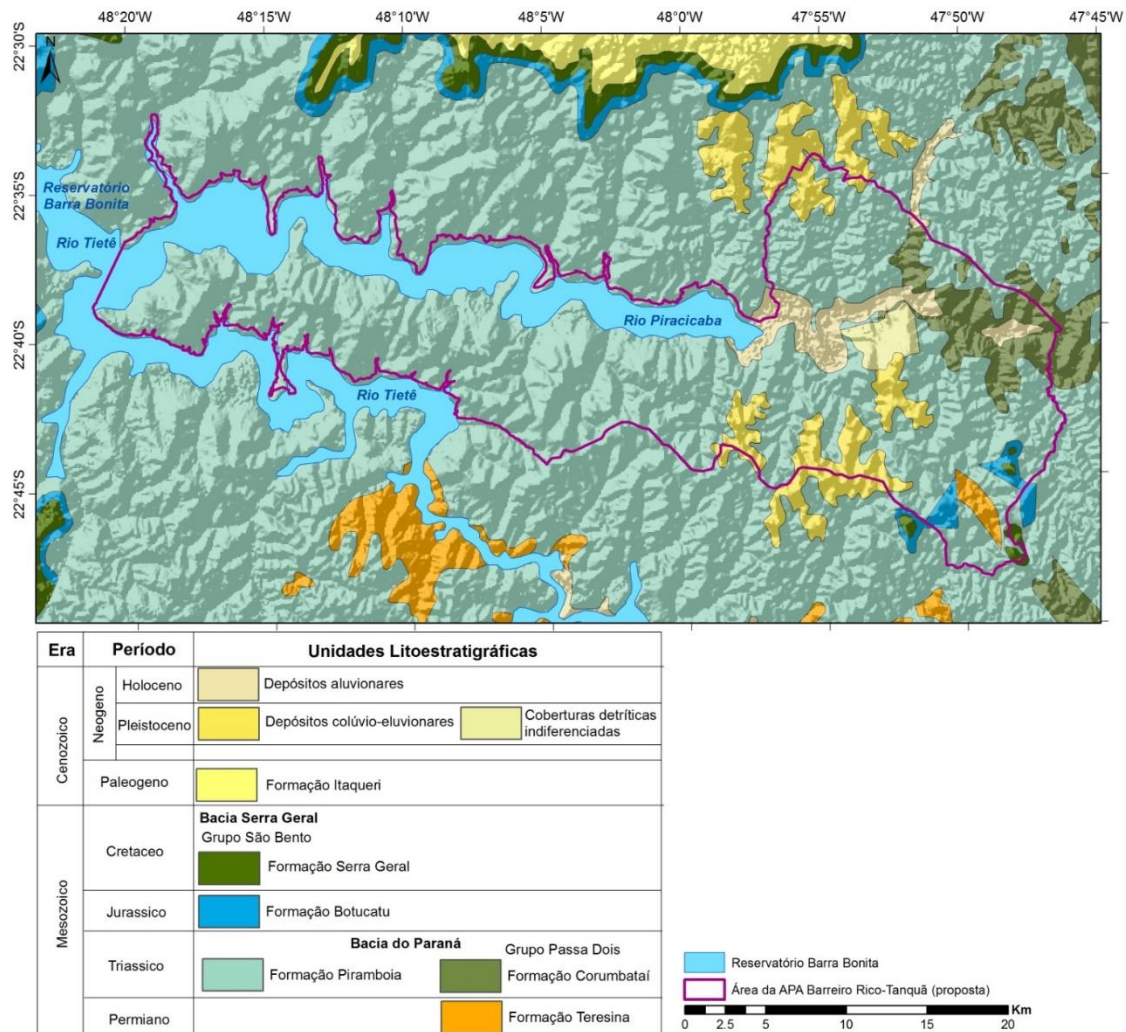 48°20'W 48°15'W 48°10'W 48°5'W 48°0'W 47°55'W 47°50'W 47°45'W
22°30'S
N
22°35'S
Reservatório
Barra Bonita
Rio Tietê
Rio Piracicaba
22°40'S
Rio Tietê
22°45'S
Era Período Unidades Litoestratigráficas
Cenozoico
Neogeno
Holoceno Depósitos aluvionares
Pleistoceno Depósitos colúvio-eluvionares Coberturas detríticas
indiferenciadas
Paleogeno Formação Itaqueri
Mesozoico
Bacia Serra Geral
Grupo São Bento
Cretaceo
Formação Serra Geral
Jurassico Formação Botucatu
Bacia do Paraná
Grupo Passa Dois
Triassico Formação Piramboia Formação Corumbataí
Permiano Formação Teresina
Reservatório Barra Bonita
Área da APA Barreiro Rico-Tanquã (proposta)
Km
0 2.5 5 10 15 20